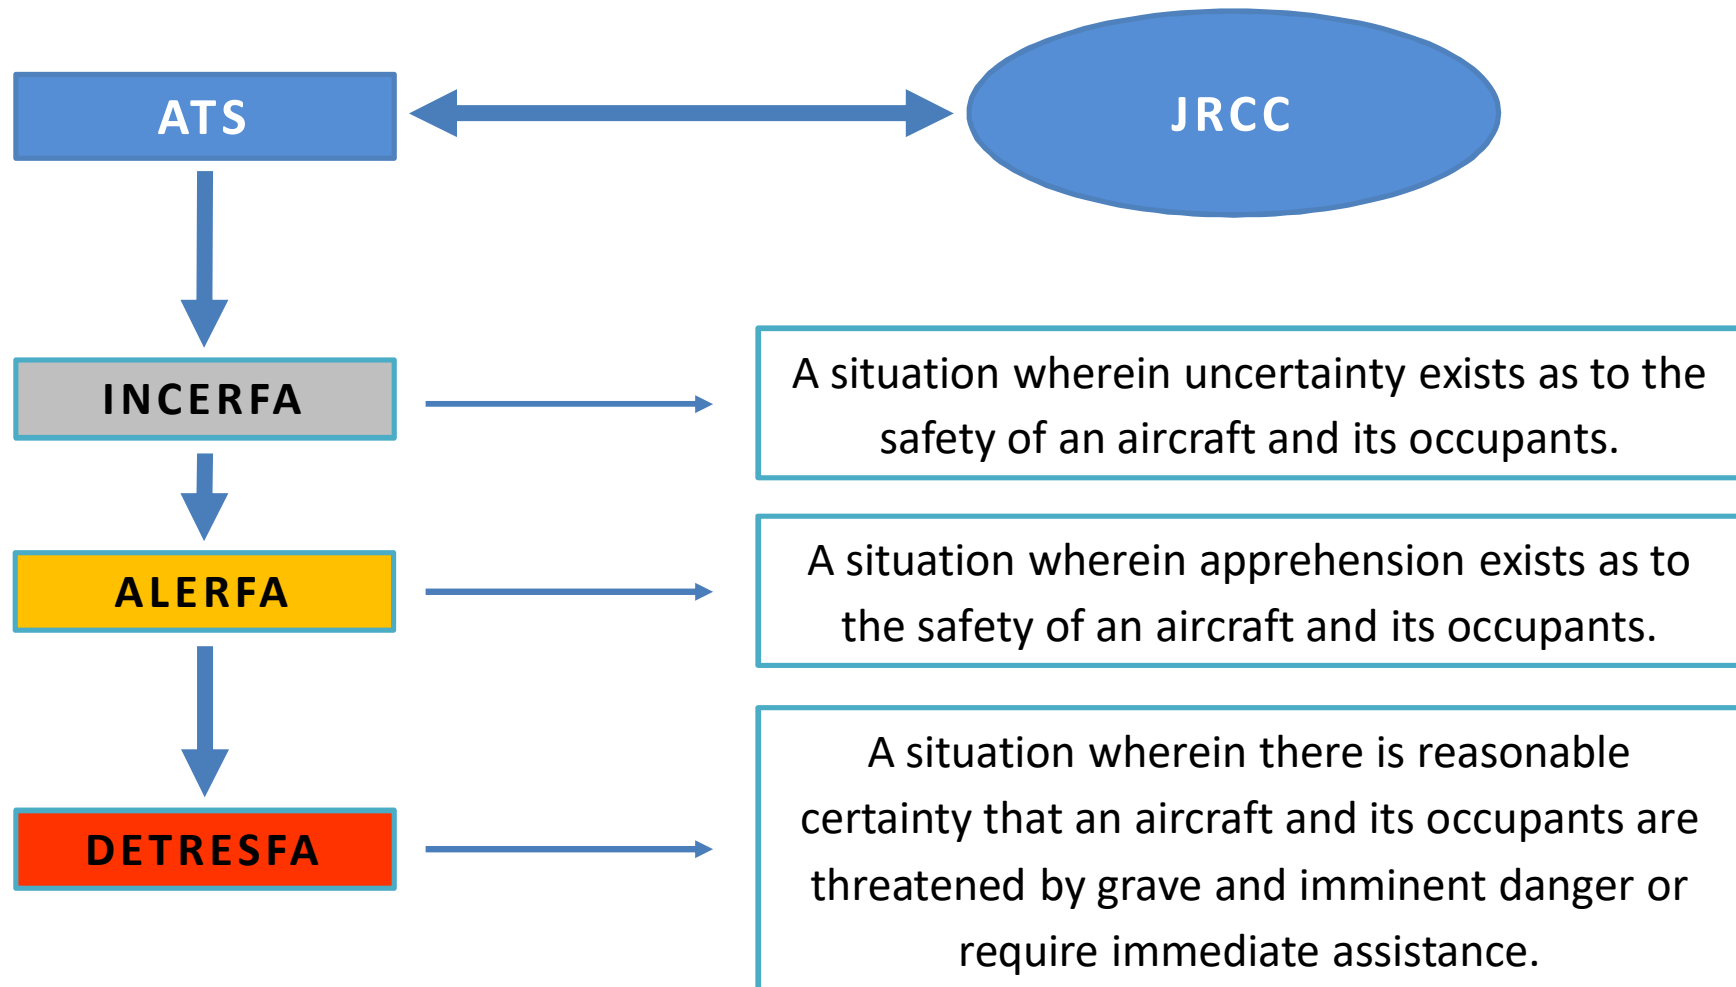 ATS
JRCC
INCERFA
A situation wherein uncertainty exists as to the
safety of an aircraft and its occupants.
ALERFA
A situation wherein apprehension exists as to
the safety of an aircraft and its occupants.
DETRESFA
A situation wherein there is reasonable
certainty that an aircraft and its occupants are
threatened by grave and imminent danger or
require immediate assistance.